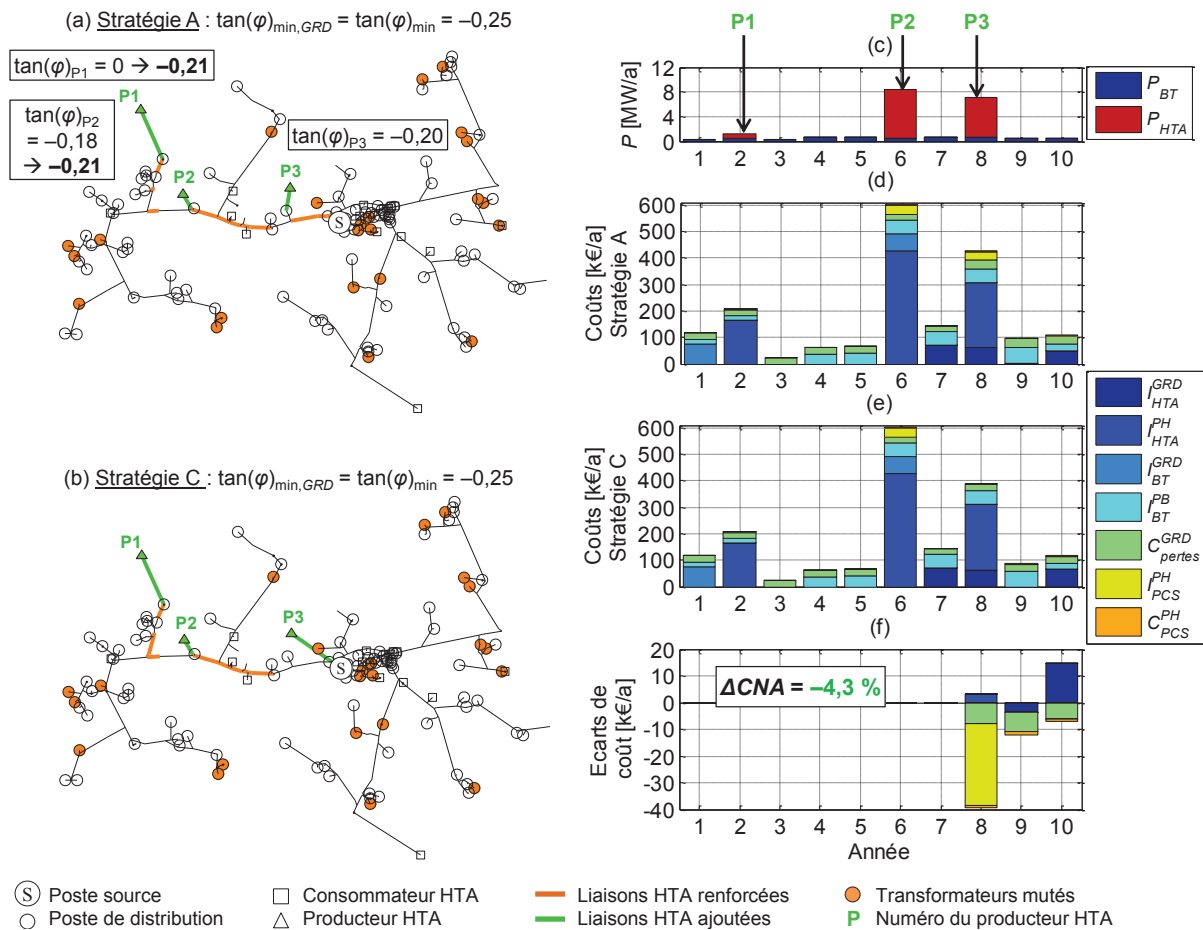 (a) Stratégie A : tan(φ)min,GRD = tan(φ)min = –0,25
tan(φ)P1 = 0 → –0,21
tan(φ)P2
= –0,18
→ –0,21
tan(φ)P3 = –0,20
P1
P2
P3
S
(b) Stratégie C : tan(φ)min,GRD = tan(φ)min = –0,25
P1
P2
P3
S
P1
P2
P3
(c)
P [MW/a]
12
8
4
0
1 2 3 4 5 6 7 8 9 10
PBT
PHTA
(d)
Coûts [k€/a]
Stratégie A
600
500
400
300
200
100
0
1 2 3 4 5 6 7 8 9 10
(e)
Coûts [k€/a]
Stratégie C
600
500
400
300
200
100
0
1 2 3 4 5 6 7 8 9 10
(f)
Ecarts de
coût [k€/a]
20
10
0
-10
-20
-30
-40
ΔCNA = –4,3 %
1 2 3 4 5 6 7 8 9 10
Année
I GRD HTA
I PH HTA
I GRD BT
I PB BT
C GRD pertes
I PH PCS
C PH PCS
S Poste source
Poste de distribution
Consommateur HTA
Producteur HTA
Liaisons HTA renforcées
Liaisons HTA ajoutées
Transformateurs mutés
P Numéro du producteur HTA